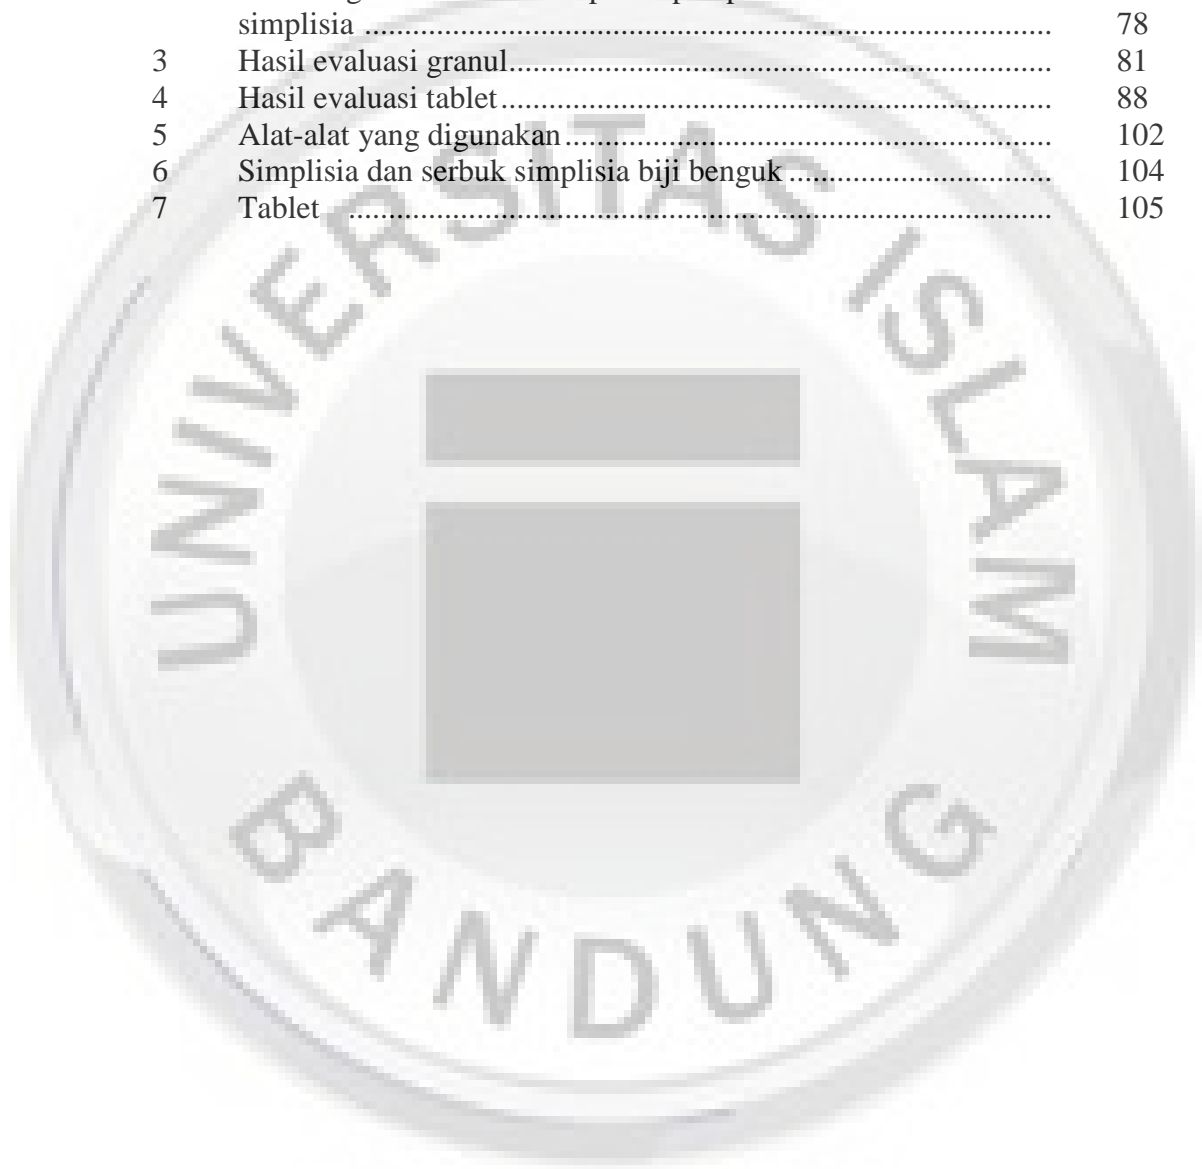 simplisia ........................................................................................ 78
3 Hasil evaluasi granul..................................................................... 81
4 Hasil evaluasi tablet...................................................................... 88
5 Alat-alat yang digunakan.............................................................. 102
6 Simplisia dan serbuk simplisia biji benguk................................. 104
7 Tablet ......................................................................................... 105
UNIVERSITAS ISLAM
BANDUNG